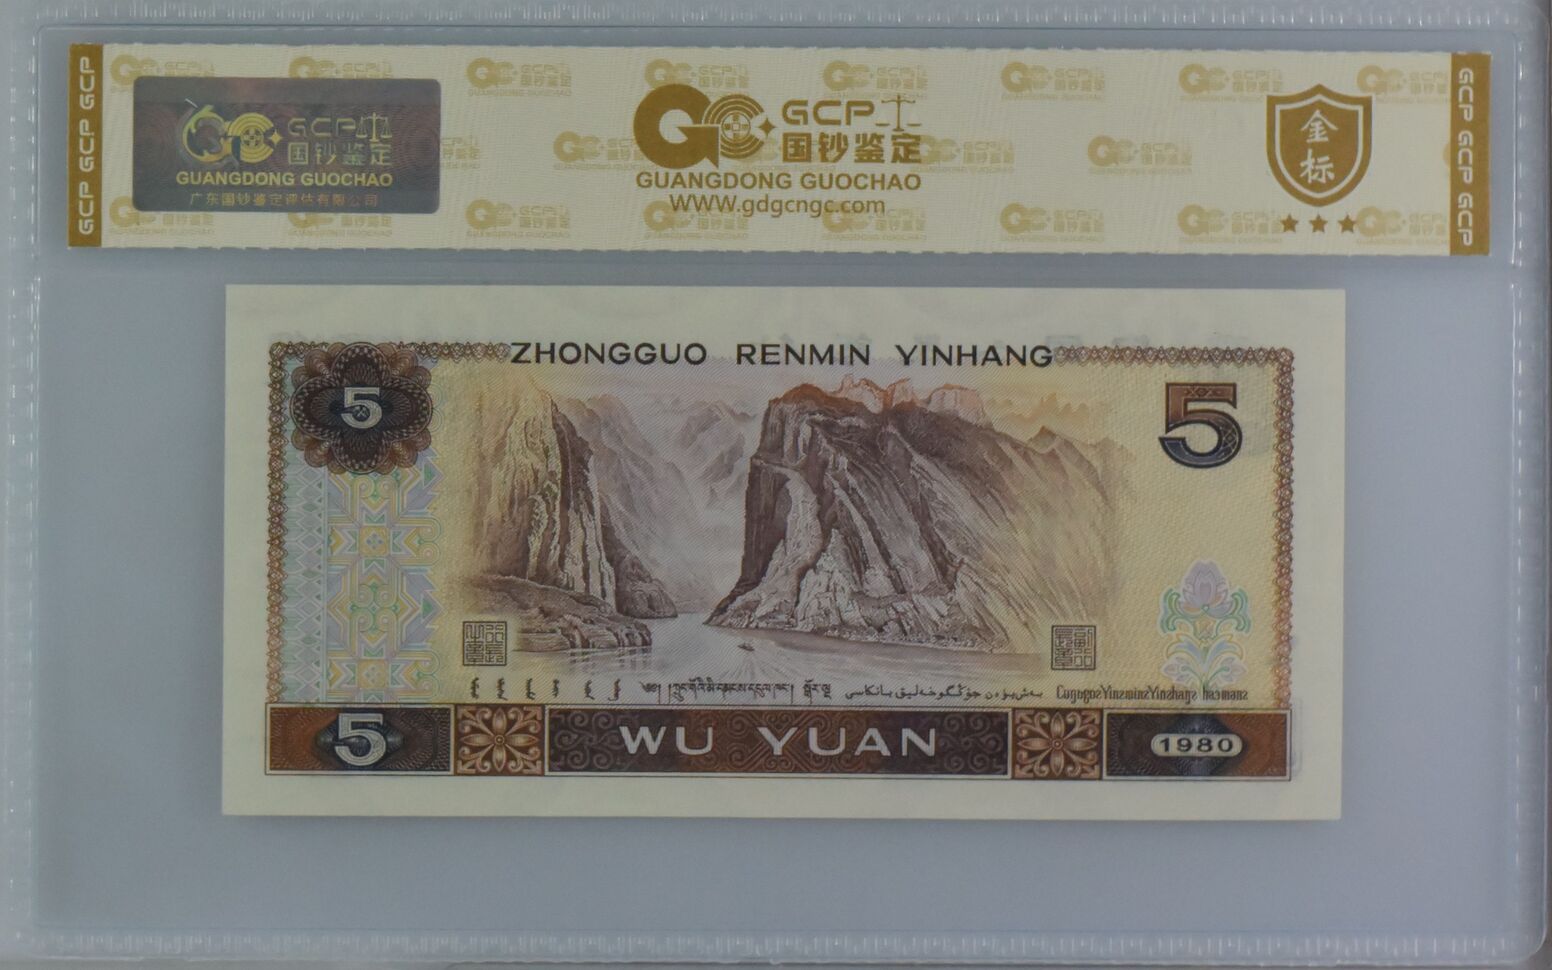 GCP GCP GCP
GCP
国钞鉴定
GUANGDONG GUOCHAO
广东国钞鉴定评估有限公司
GCP
国钞鉴定
GUANGDONG GUOCHAO
WWW.gdgcngc.com
金标
GCP GCP GCP
ZHONGGUO RENMIN YINHANG
5
5
5
WU YUAN
1980